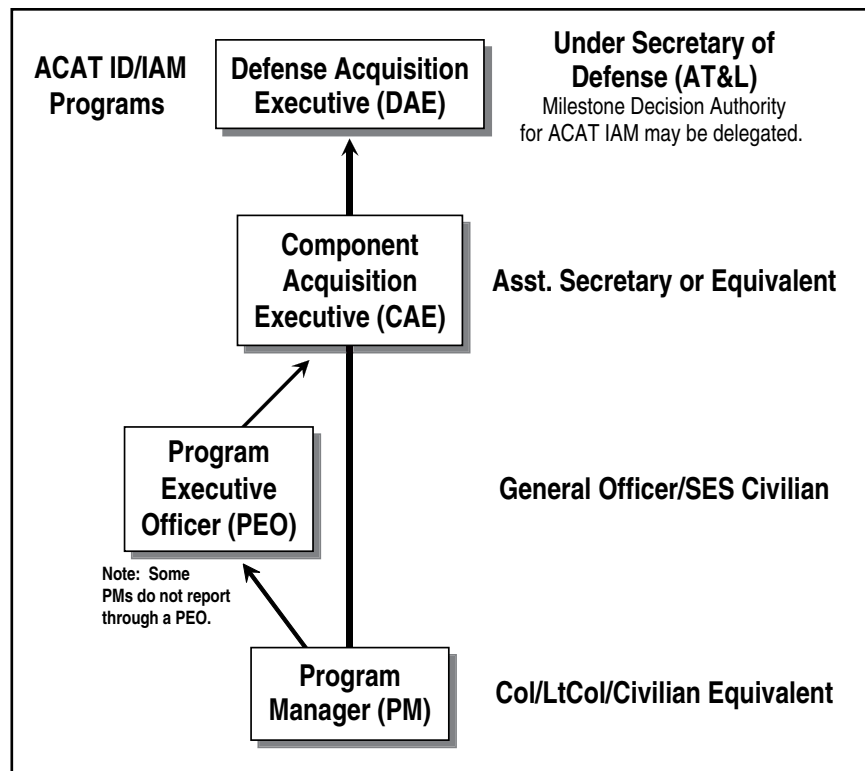 ACAT ID/IAM
Programs
Defense Acquisition
Executive (DAE)
Under Secretary of
Defense (AT&L)
Milestone Decision Authority
for ACAT IAM may be delegated.
Component
Acquisition
Executive (CAE)
Asst. Secretary or Equivalent
Program
Executive
Officer (PEO)
General Officer/SES Civilian
Note: Some
PMs do not report
through a PEO.
Program
Manager (PM)
Col/LtCol/Civilian Equivalent